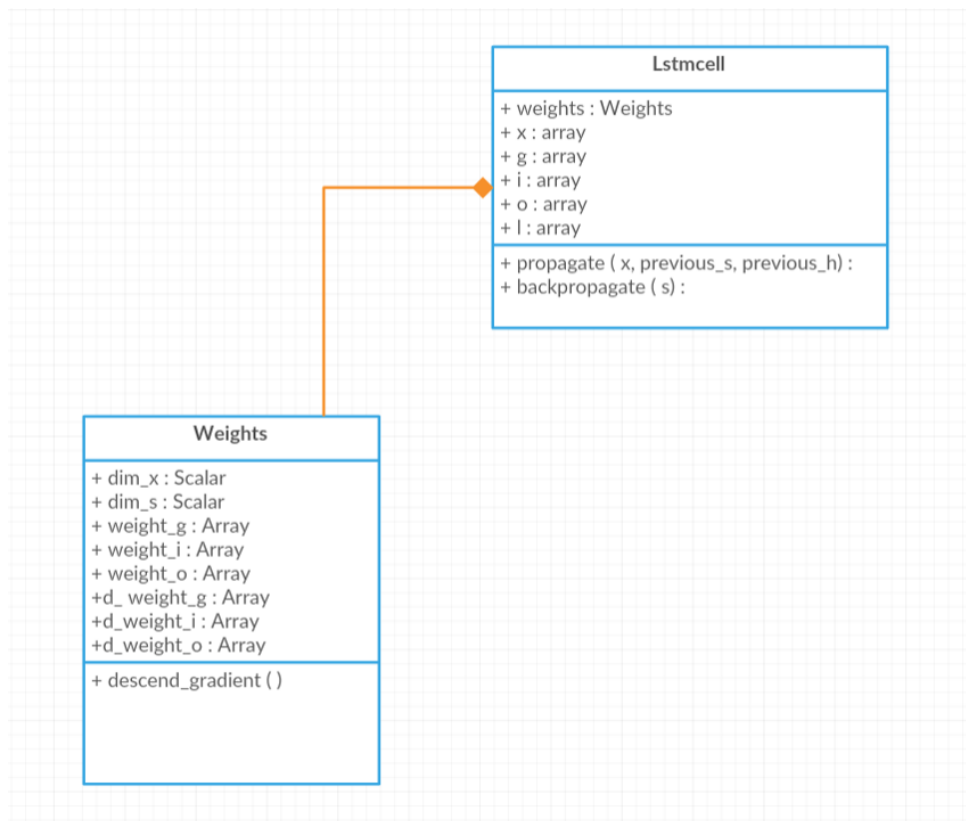 Lstmcell
+ weights : Weights
+ x : array
+ g : array
+ i : array
+ o : array
+ l : array
+ propagate ( x, previous_s, previous_h) :
+ backpropagate ( s) :
Weights
+ dim_x : Scalar
+ dim_s : Scalar
+ weight_g : Array
+ weight_i : Array
+ weight_o : Array
+d_ weight_g : Array
+d_weight_i : Array
+d_weight_o : Array
+ descend_gradient ( )